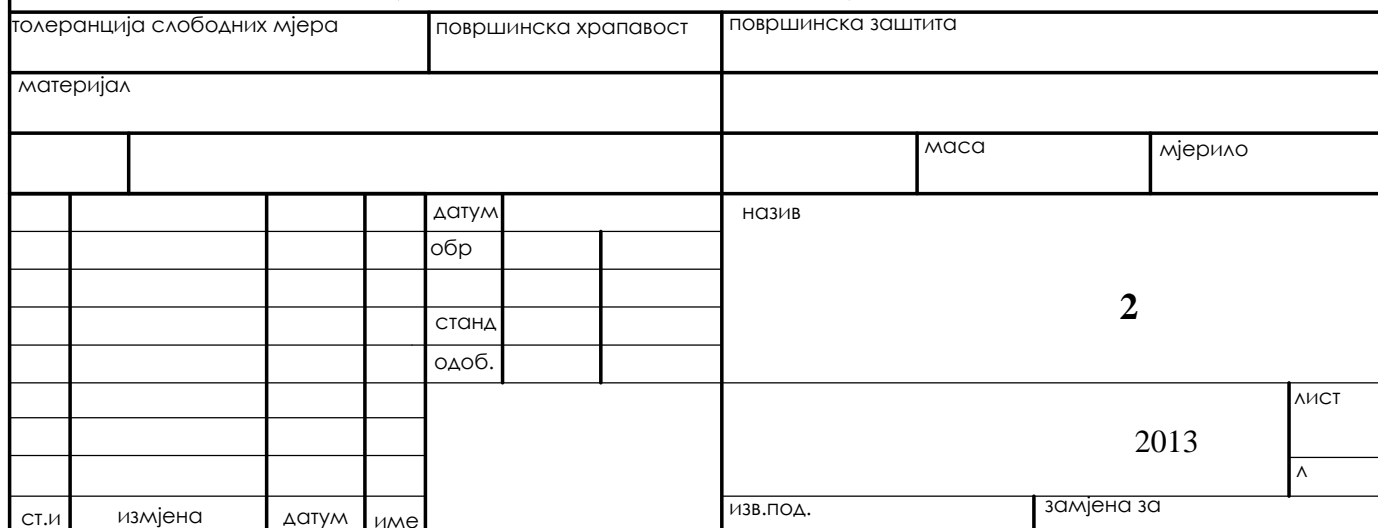 толеранција слободних мјера површинска храпавост површинска заштита
материјал
маса мјерило
датум назив
обр
2
станд
одоб.
лист
2013
л
ст.и измјена датум име изв.под. замјена за